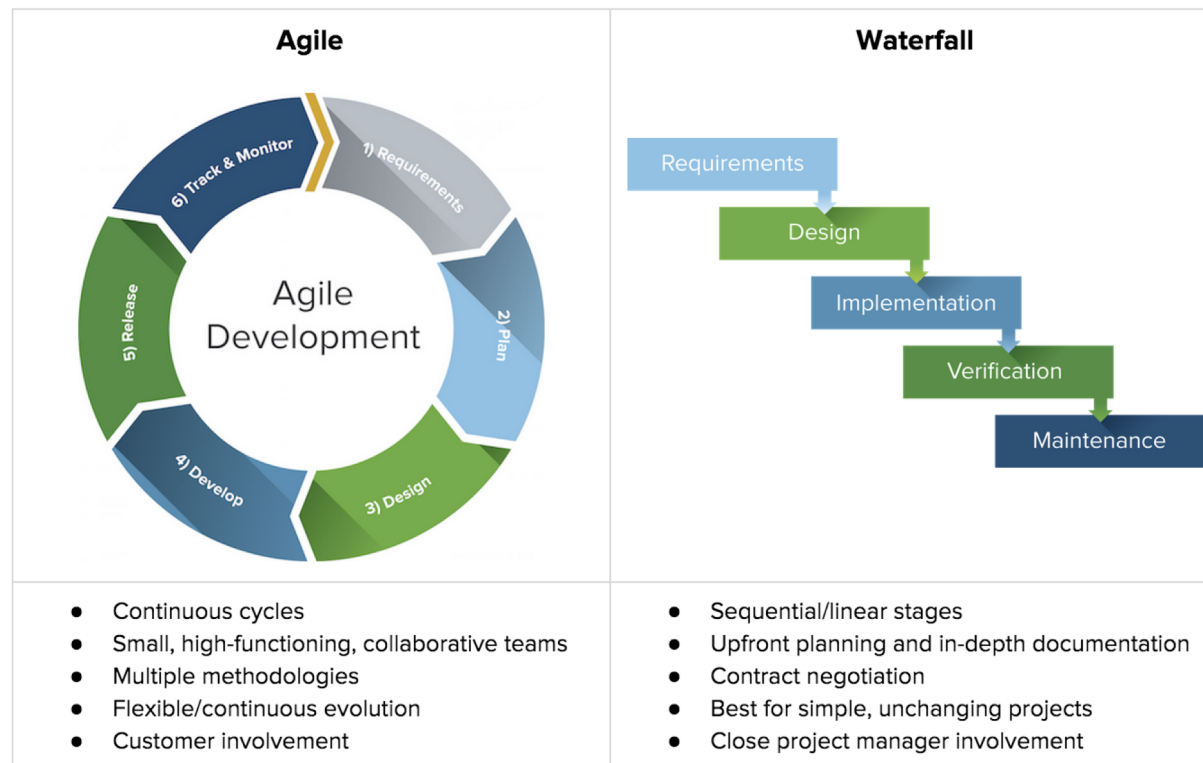 Agile
1) Requirements
2) Plan
3) Design
4) Develop
5) Release
6) Track & Monitor
Agile
Development
● Continuous cycles
● Small, high-functioning, collaborative teams
● Multiple methodologies
● Flexible/continuous evolution
● Customer involvement
Waterfall
Requirements
Design
Implementation
Verification
Maintenance
● Sequential/linear stages
● Upfront planning and in-depth documentation
● Contract negotiation
● Best for simple, unchanging projects
● Close project manager involvement